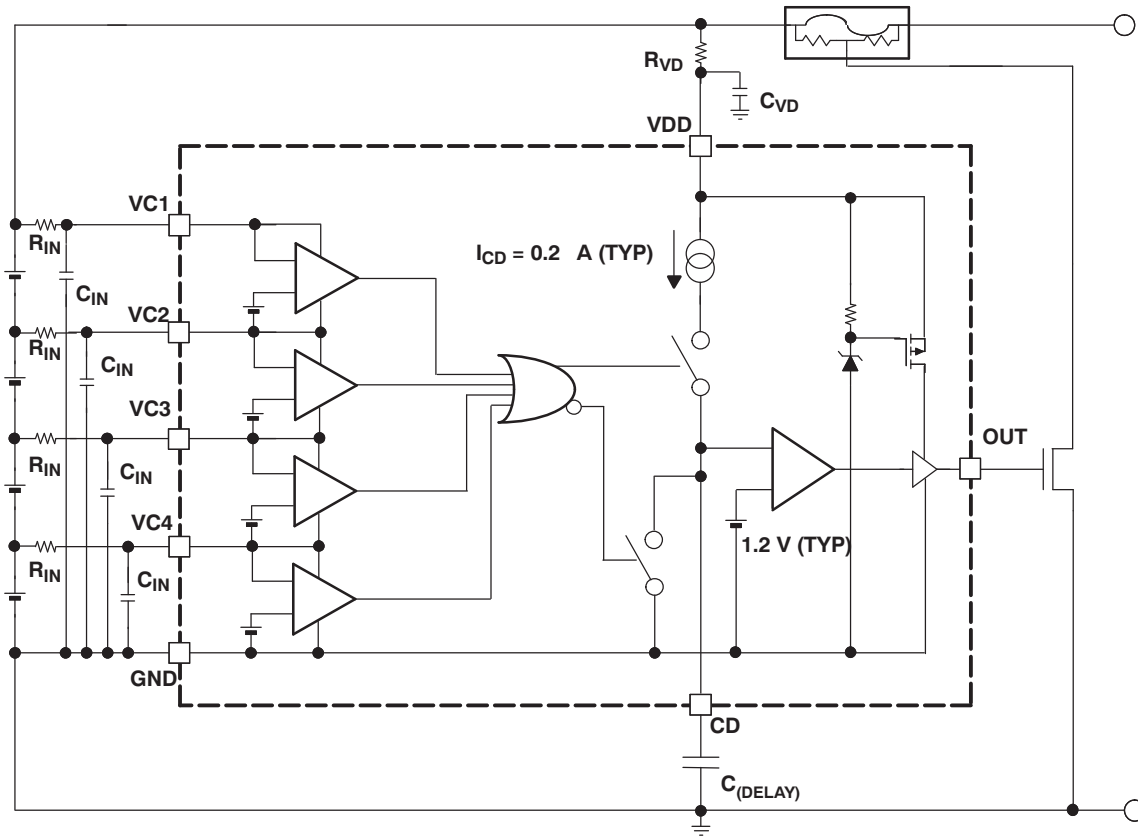 RVD
CVD
VDD
VC1
RIN
ICD = 0.2 A (TYP)
CIN
VC2
RIN
CIN
VC3
OUT
RIN
CIN
VC4
1.2 V (TYP)
RIN
CIN
GND
CD
C(DELAY)